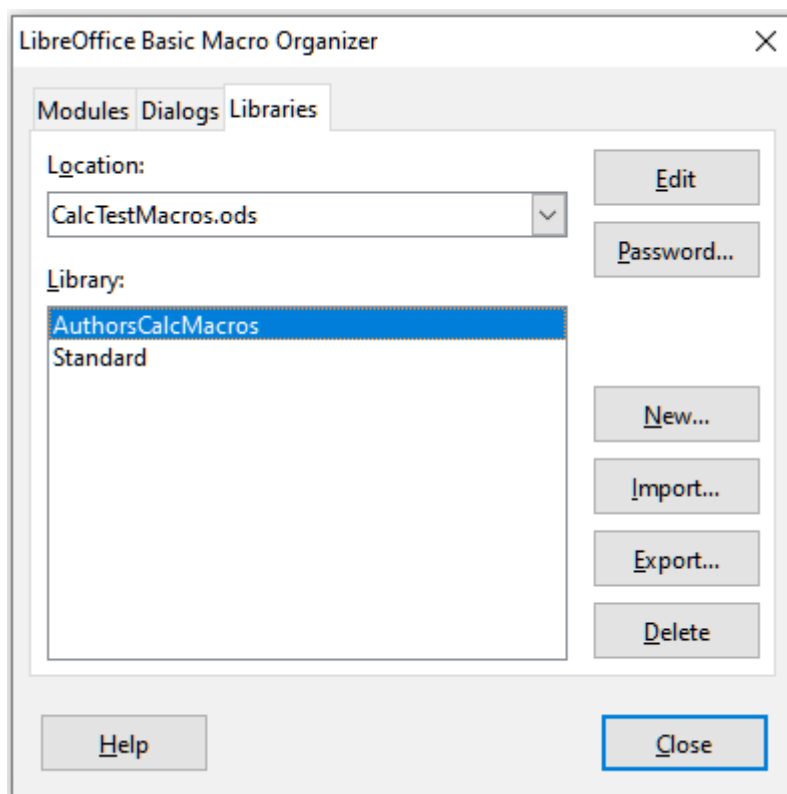 LibreOffice Basic Macro Organizer
Modules Dialogs Libraries
Location:
CalcTestMacros.ods
Edit
Password...
Library:
AuthorsCalcMacros
Standard
New...
Import...
Export...
Delete
Help
Close